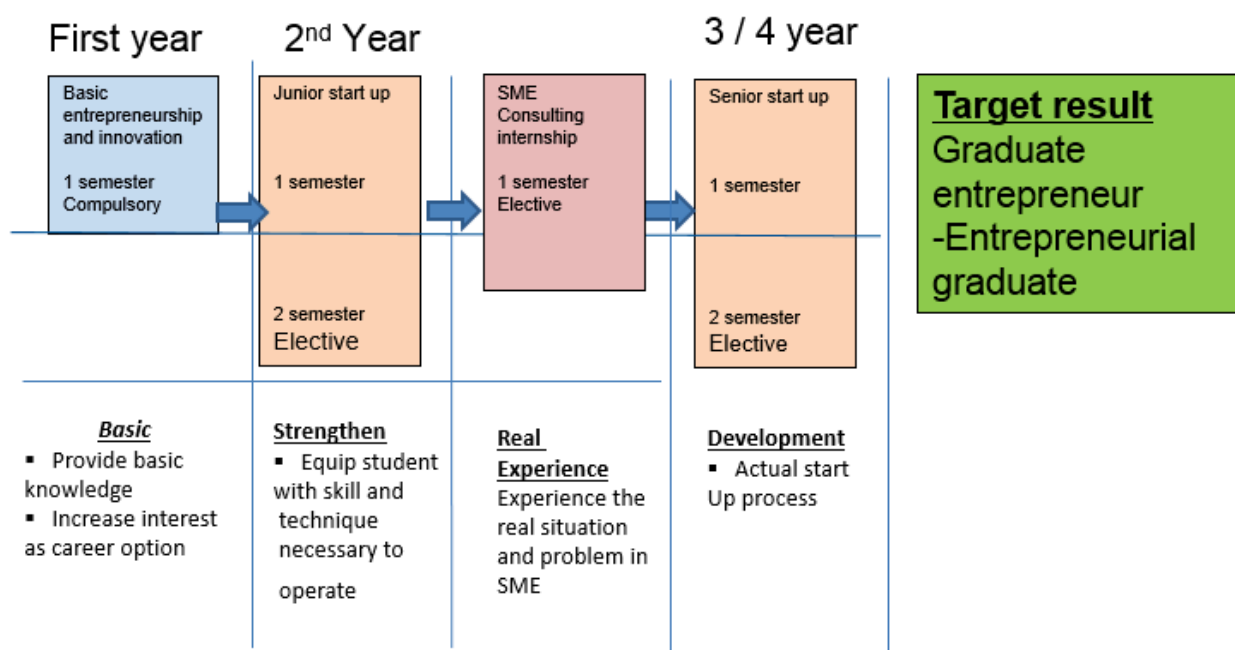 First year
2nd Year
3 / 4 year
Basic
entrepreneurship
and innovation
1 semester
Compulsory
Junior start up
1 semester
2 semester
Elective
SME
Consulting
internship
1 semester
Elective
Senior start up
1 semester
2 semester
Elective
Target result
Graduate
entrepreneur
-Entrepreneurial
graduate
Basic
▪ Provide basic
knowledge
▪ Increase interest
as career option
Strengthen
▪ Equip student
with skill and
technique
necessary to
operate
Real
Experience
Experience the
real situation
and problem in
SME
Development
▪ Actual start
Up process